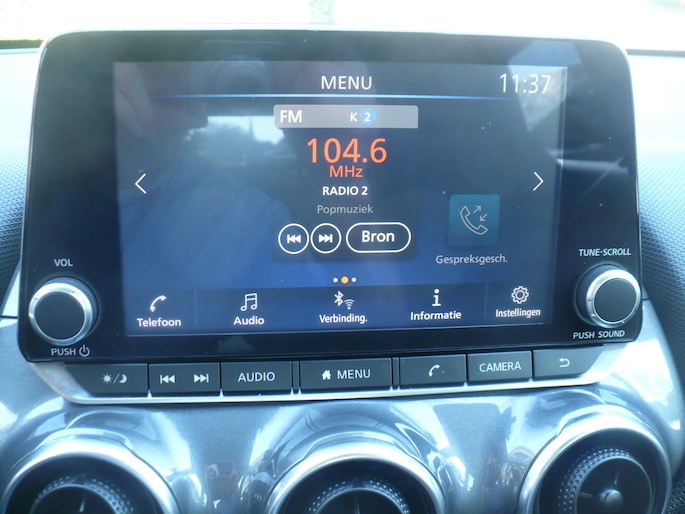 MENU 11:37
FM K 2
104.6
MHz
RADIO 2
Popmuziek
Bron
Gespreksgesch.
VOL
TUNE-SCROLL
Telefoon Audio Verbinding. Informatie Instellingen
PUSH
PUSH SOUND
AUDIO MENU CAMERA